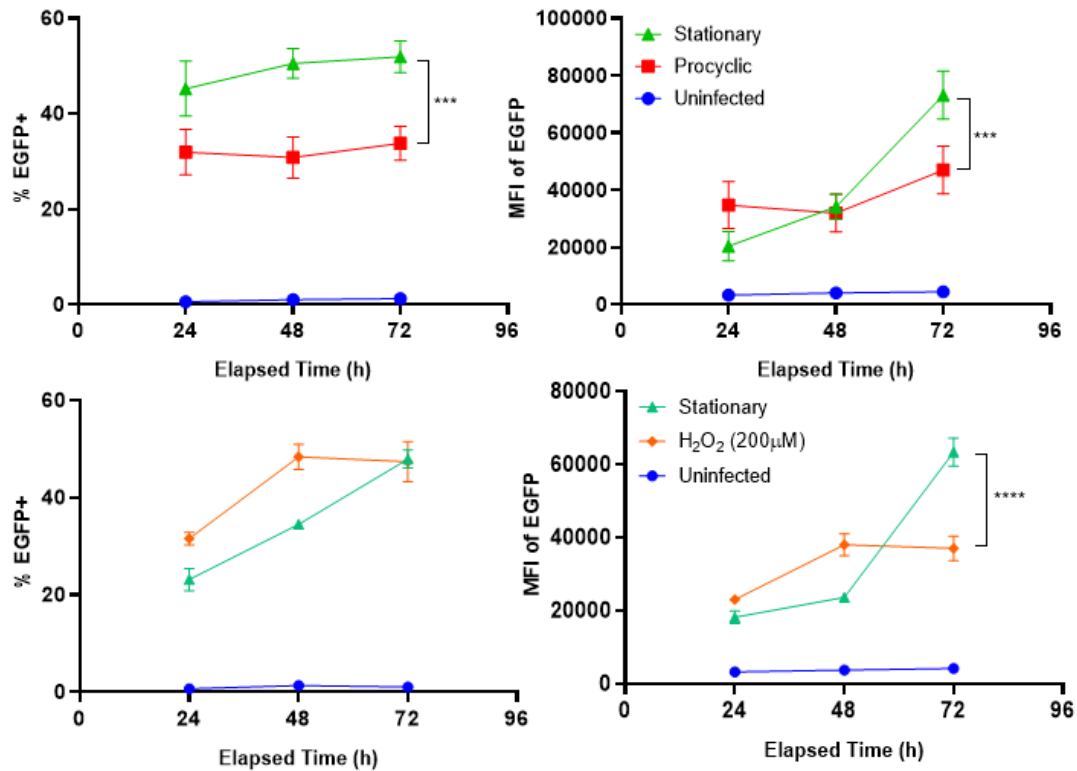 60
40
20
0
% EGFP+
***
0 24 48 72 96
Elapsed Time (h)
100000
80000
60000
40000
20000
0
MFI of EGFP
Stationary
Procyclic
Uninfected
***
0 24 48 72 96
Elapsed Time (h)
60
40
20
0
% EGFP+
0 24 48 72 96
Elapsed Time (h)
80000
60000
40000
20000
0
MFI of EGFP
Stationary
H₂O₂ (200μM)
Uninfected
****
0 24 48 72 96
Elapsed Time (h)